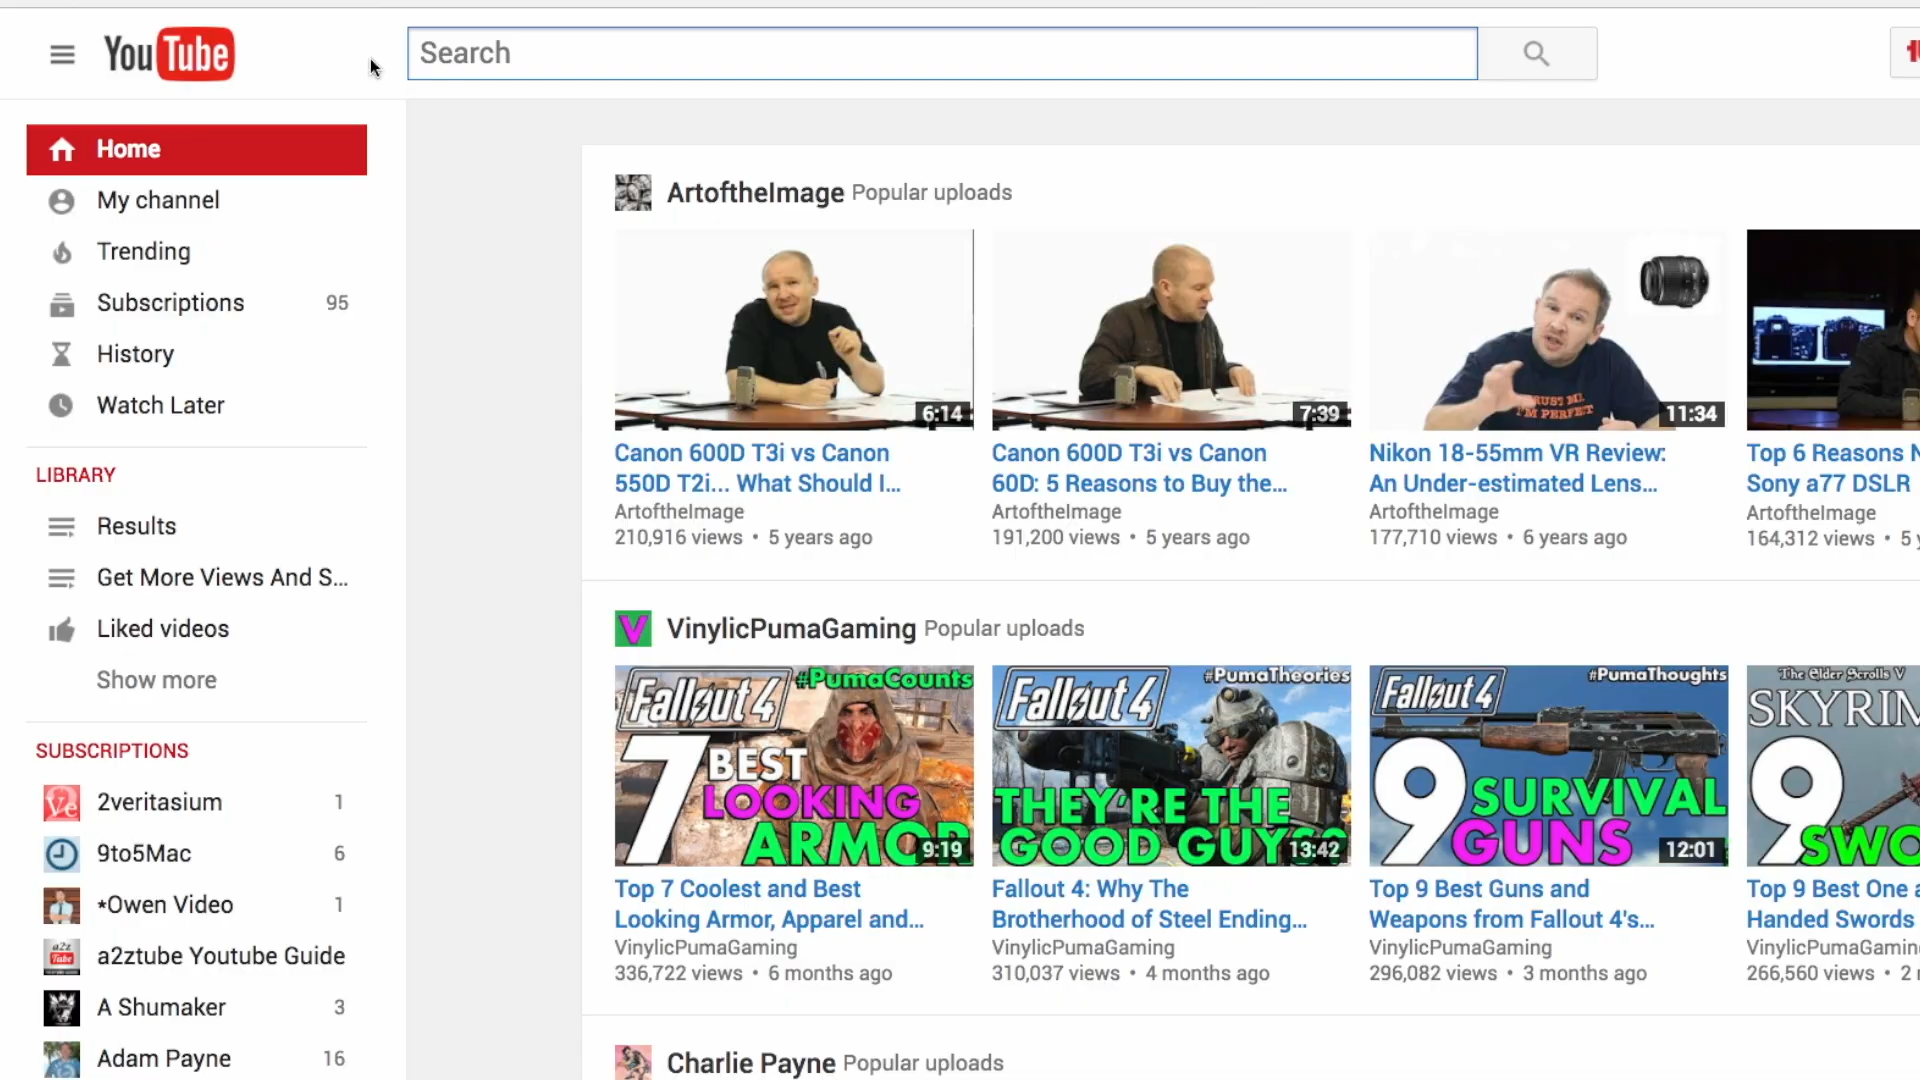 YouTube
Search
Home
My channel
Trending
Subscriptions 95
History
Watch Later
LIBRARY
Results
Get More Views And S...
Liked videos
Show more
SUBSCRIPTIONS
2veritasium 1
9to5Mac 6
*Owen Video 1
a2ztube Youtube Guide
A Shumaker 3
Adam Payne 16
ArtoftheImage Popular uploads
TRUST ME,
I'M PERFECT
6:14
7:39
11:34
Canon 600D T3i vs Canon
550D T2i... What Should I...
ArtoftheImage
210,916 views • 5 years ago
Canon 600D T3i vs Canon
60D: 5 Reasons to Buy the...
ArtoftheImage
191,200 views • 5 years ago
Nikon 18-55mm VR Review:
An Under-estimated Lens...
ArtoftheImage
177,710 views • 6 years ago
Top 6 Reasons N
Sony a77 DSLR
ArtoftheImage
164,312 views • 5 y
VinylicPumaGaming Popular uploads
Fallout 4 #PumaCounts
7 BEST
LOOKING
ARMOR
9:19
Fallout 4 #PumaTheories
THEY'RE THE
GOOD GUYS
13:42
Fallout 4 #PumaThoughts
9 SURVIVAL
GUNS
12:01
The Elder Scrolls V
SKYRIM
9 SWO
Top 7 Coolest and Best
Looking Armor, Apparel and...
VinylicPumaGaming
336,722 views • 6 months ago
Fallout 4: Why The
Brotherhood of Steel Ending...
VinylicPumaGaming
310,037 views • 4 months ago
Top 9 Best Guns and
Weapons from Fallout 4's...
VinylicPumaGaming
296,082 views • 3 months ago
Top 9 Best One a
Handed Swords
VinylicPumaGaming
266,560 views • 2
Charlie Payne Popular uploads